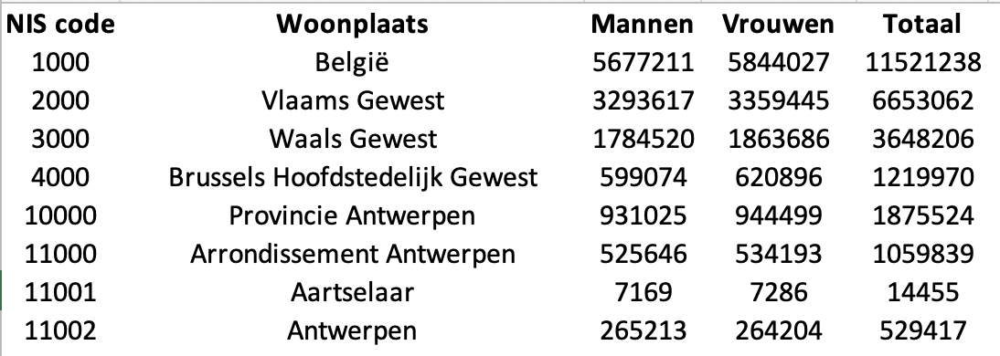 NIS code Woonplaats Mannen Vrouwen Totaal
1000 België 5677211 5844027 11521238
2000 Vlaams Gewest 3293617 3359445 6653062
3000 Waals Gewest 1784520 1863686 3648206
4000 Brussels Hoofdstedelijk Gewest 599074 620896 1219970
10000 Provincie Antwerpen 931025 944499 1875524
11000 Arrondissement Antwerpen 525646 534193 1059839
11001 Aartselaar 7169 7286 14455
11002 Antwerpen 265213 264204 529417